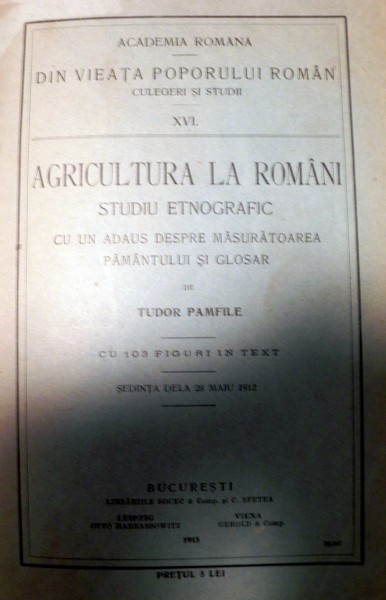 ACADEMIA ROMANA
DIN VIEAȚA POPORULUI ROMÂN
CULEGERI ȘI STUDII
XVI.
AGRICULTURA LA ROMÂNI
STUDIU ETNOGRAFIC
CU UN ADAUS DESPRE MĂSURĂTOAREA
PĂMÂNTULUI ȘI GLOSAR
DE
TUDOR PAMFILE
CU 103 FIGURI IN TEXT
ȘEDINȚA DELA 28 MAIU 1912
BUCUREȘTI
LIBRĂRIILE SOCEC & Comp. și C. SFETEA
LEIPZIG
OTTO HARRASSOWITZ
VIENA
GEROLD & Comp.
1913
PREȚUL 5 LEI